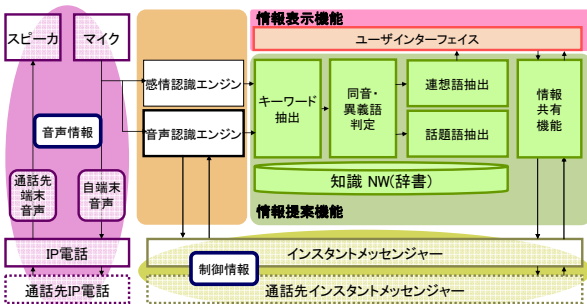 情報表示機能
スピーカ
マイク
ユーザインターフェイス
感情認識エンジン
音声認識エンジン
キーワード
抽出
同音・
異義語
判定
連想語抽出
話題語抽出
情報
共有
機能
音声情報
知識 NW(辞書)
通話先
端末
音声
自端末
音声
情報提案機能
IP電話
インスタントメッセンジャー
制御情報
通話先IP電話
通話先インスタントメッセンジャー